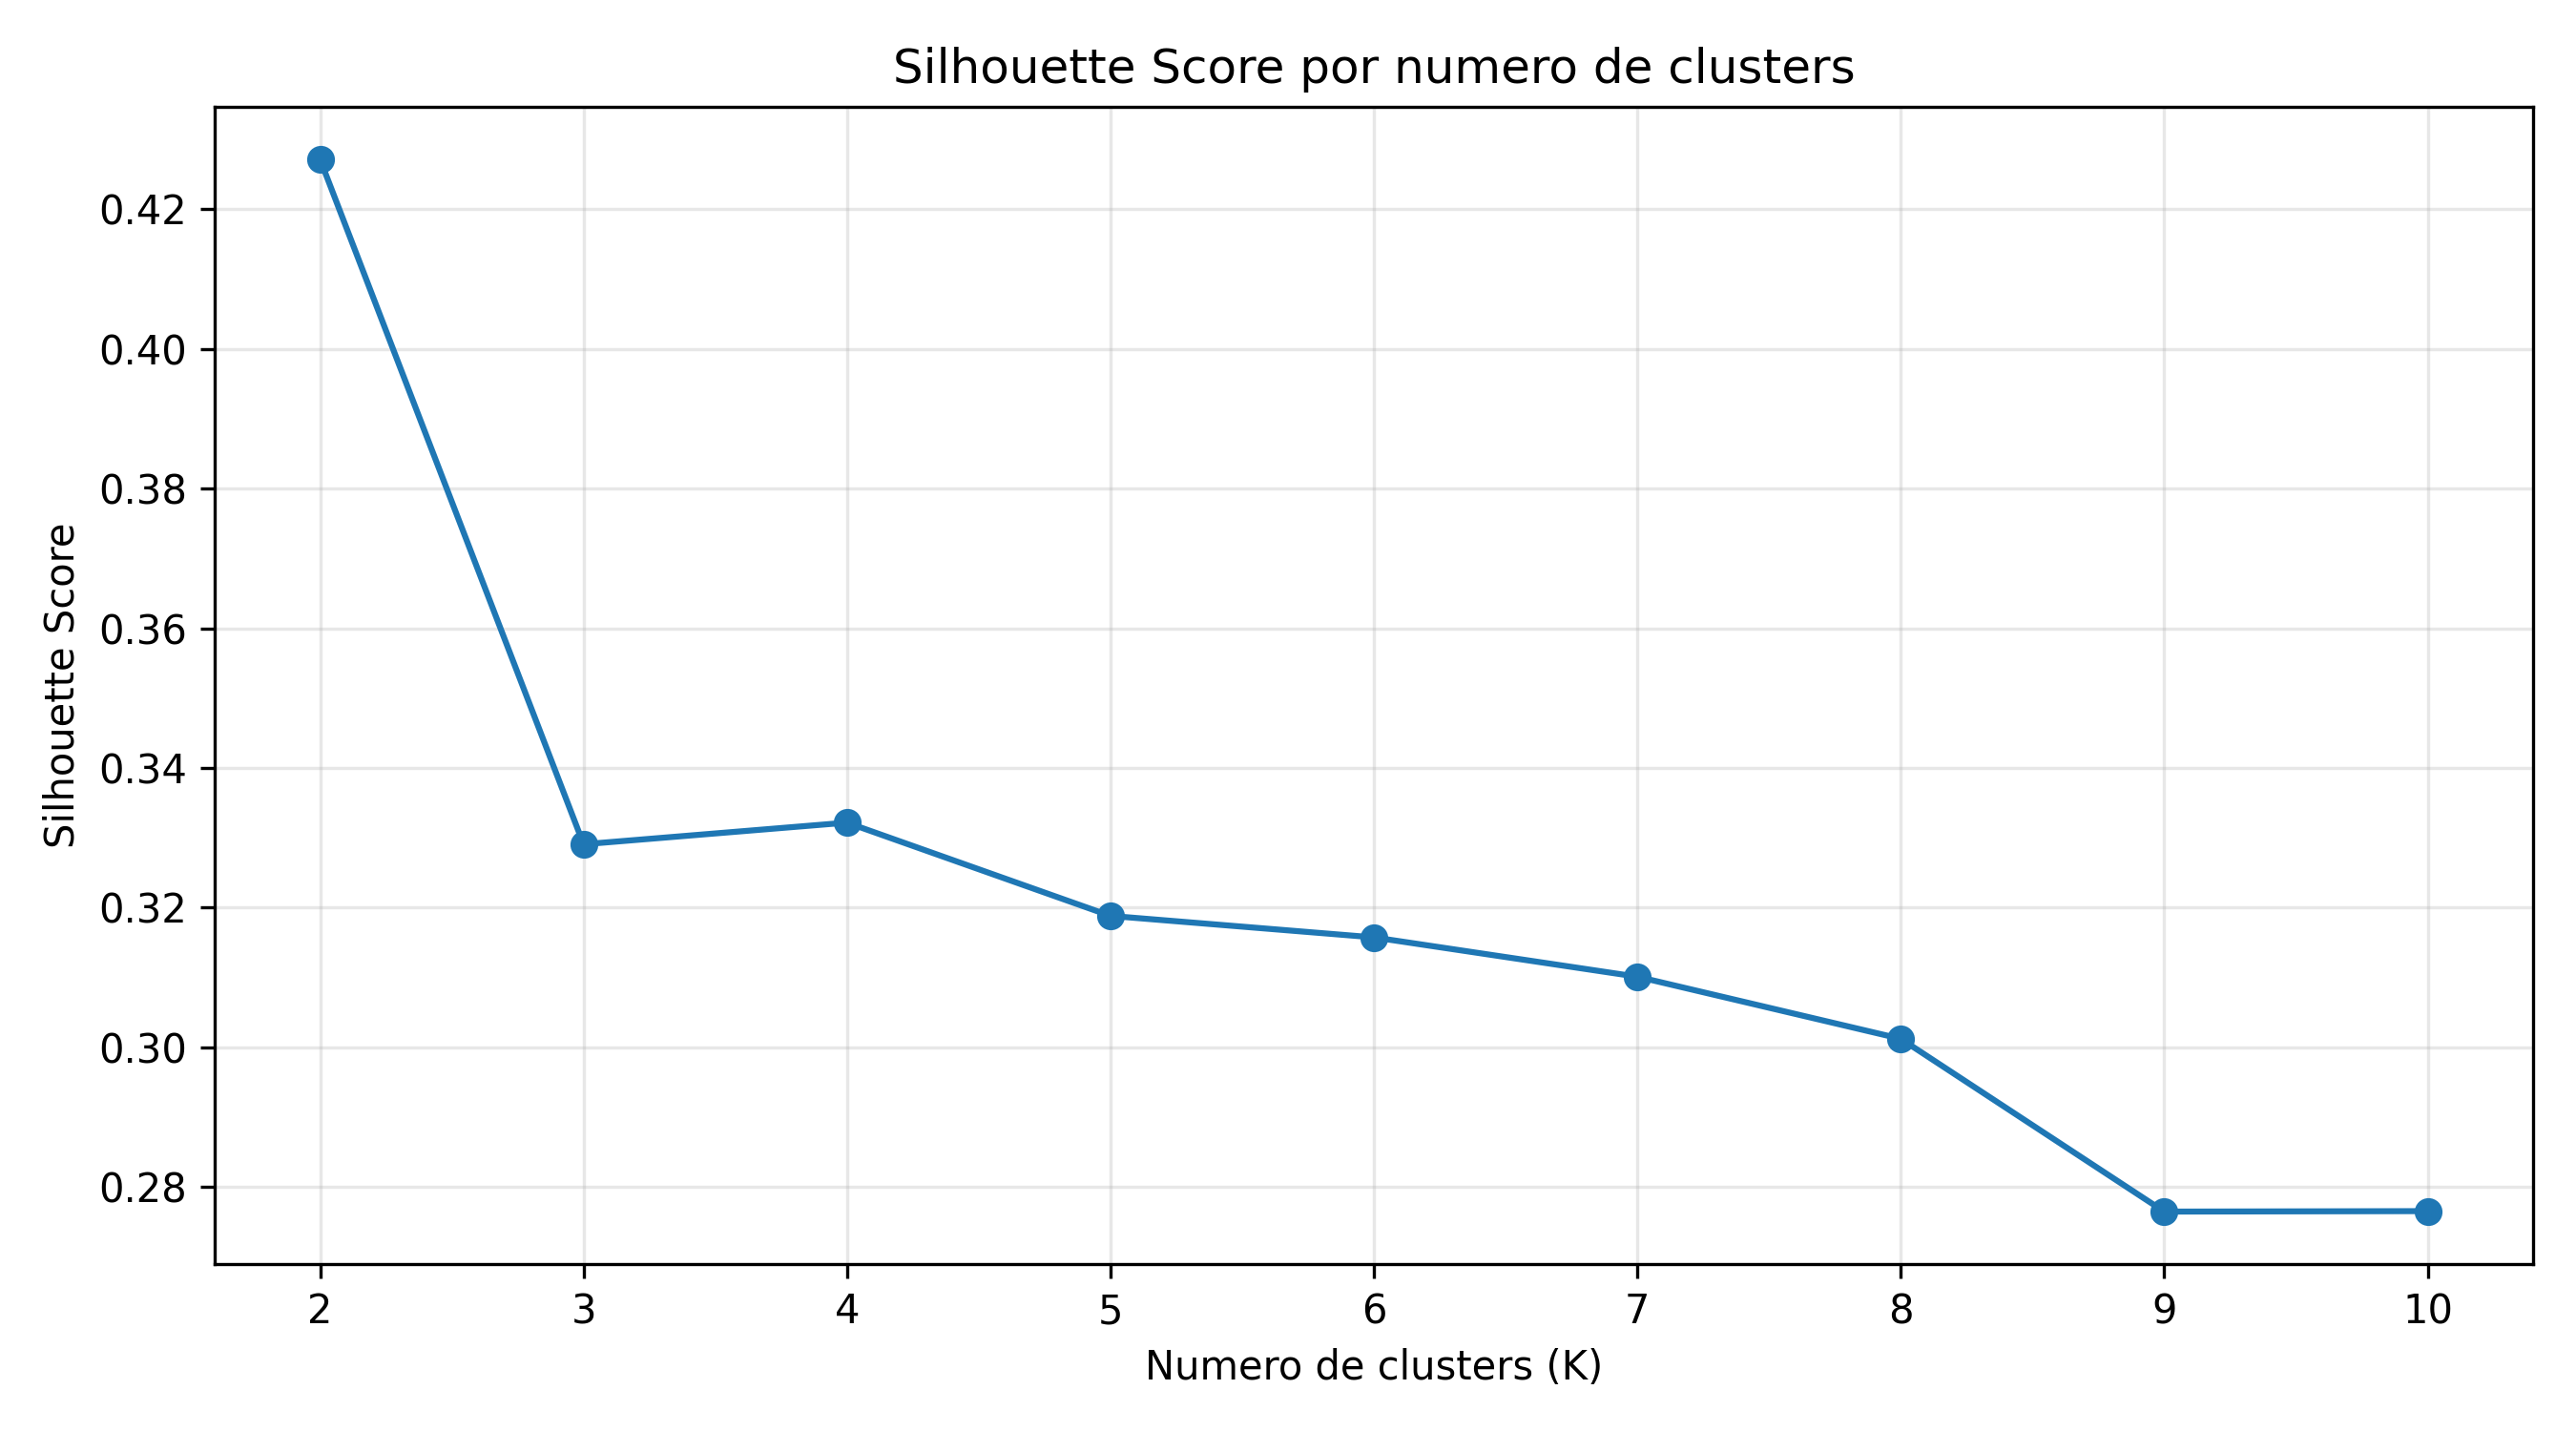 Silhouette Score por numero de clusters
Silhouette Score
0.42
0.40
0.38
0.36
0.34
0.32
0.30
0.28
2 3 4 5 6 7 8 9 10
Numero de clusters (K)